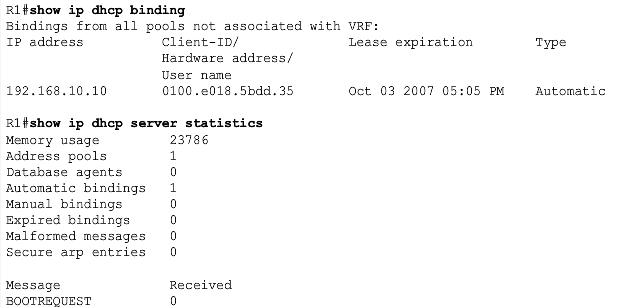 R1#show ip dhcp binding
Bindings from all pools not associated with VRF:
IP address Client-ID/ Lease expiration Type
Hardware address/
User name
192.168.10.10 0100.e018.5bdd.35 Oct 03 2007 05:05 PM Automatic
R1#show ip dhcp server statistics
Memory usage 23786
Address pools 1
Database agents 0
Automatic bindings 1
Manual bindings 0
Expired bindings 0
Malformed messages 0
Secure arp entries 0
Message Received
BOOTREQUEST 0